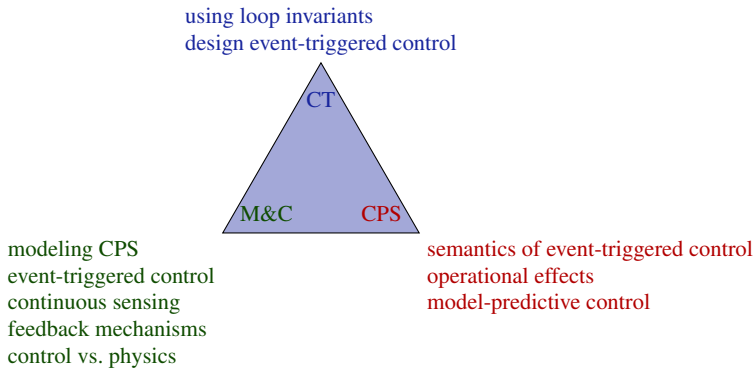 using loop invariants
design event-triggered control
CT
M&C
CPS
modeling CPS
event-triggered control
continuous sensing
feedback mechanisms
control vs. physics
semantics of event-triggered control
operational effects
model-predictive control